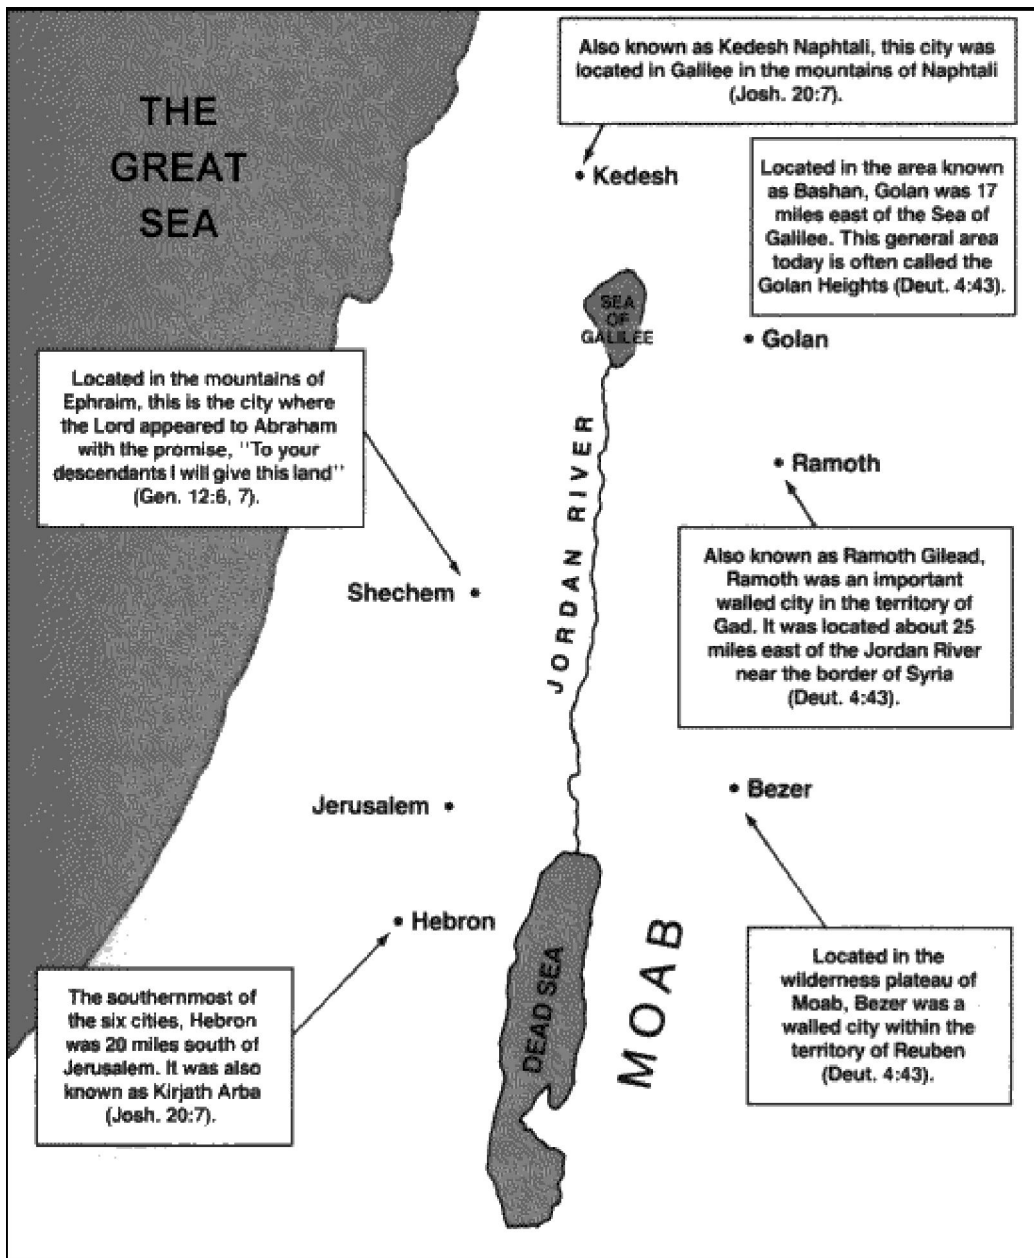 THE
GREAT
SEA
Also known as Kedesh Naphtali, this city was
located in Galilee in the mountains of Naphtali
(Josh. 20:7).
Kedesh
Located in the area known
as Bashan, Golan was 17
miles east of the Sea of
Galilee. This general area
today is often called the
Golan Heights (Deut. 4:43).
SEA
OF
GALILEE
Golan
Located in the mountains of
Ephraim, this is the city where
the Lord appeared to Abraham
with the promise, "To your
descendants I will give this land"
(Gen. 12:6, 7).
JORDAN RIVER
Ramoth
Also known as Ramoth Gilead,
Ramoth was an important
walled city in the territory of
Gad. It was located about 25
miles east of the Jordan River
near the border of Syria
(Deut. 4:43).
Shechem
Jerusalem
Bezer
Hebron
DEAD SEA
MOAB
Located in the
wilderness plateau of
Moab, Bezer was a
walled city within the
territory of Reuben
(Deut. 4:43).
The southernmost of
the six cities, Hebron
was 20 miles south of
Jerusalem. It was also
known as Kirjath Arba
(Josh. 20:7).